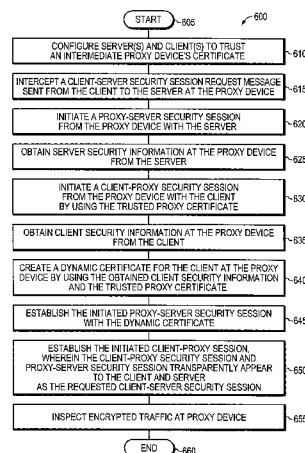 600
START
605
CONFIGURE SERVER(S) AND CLIENT(S) TO TRUST
AN INTERMEDIATE PROXY DEVICE'S CERTIFICATE
610
INTERCEPT A CLIENT-SERVER SECURITY SESSION REQUEST MESSAGE
SENT FROM THE CLIENT TO THE SERVER AT THE PROXY DEVICE
615
INITIATE A PROXY-SERVER SECURITY SESSION
FROM THE PROXY DEVICE WITH THE SERVER
620
OBTAIN SERVER SECURITY INFORMATION AT THE PROXY DEVICE
FROM THE SERVER
625
INITIATE A CLIENT-PROXY SECURITY SESSION
FROM THE PROXY DEVICE WITH THE CLIENT
BY USING THE TRUSTED PROXY CERTIFICATE
630
OBTAIN CLIENT SECURITY INFORMATION AT THE PROXY DEVICE
FROM THE CLIENT
635
CREATE A DYNAMIC CERTIFICATE FOR THE CLIENT AT THE PROXY
DEVICE BY USING THE OBTAINED CLIENT SECURITY INFORMATION
AND THE TRUSTED PROXY CERTIFICATE
640
ESTABLISH THE INITIATED PROXY-SERVER SECURITY SESSION
WITH THE DYNAMIC CERTIFICATE
645
ESTABLISH THE INITIATED CLIENT-PROXY SESSION,
WHEREIN THE CLIENT-PROXY SECURITY SESSION AND
PROXY-SERVER SECURITY SESSION TRANSPARENTLY APPEAR
TO THE CLIENT AND SERVER
AS THE REQUESTED CLIENT-SERVER SECURITY SESSION
650
INSPECT ENCRYPTED TRAFFIC AT PROXY DEVICE
655
END
660